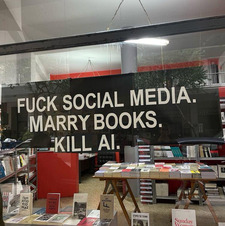 FUCK SOCIAL MEDIA.
MARRY BOOKS.
KILL AI.